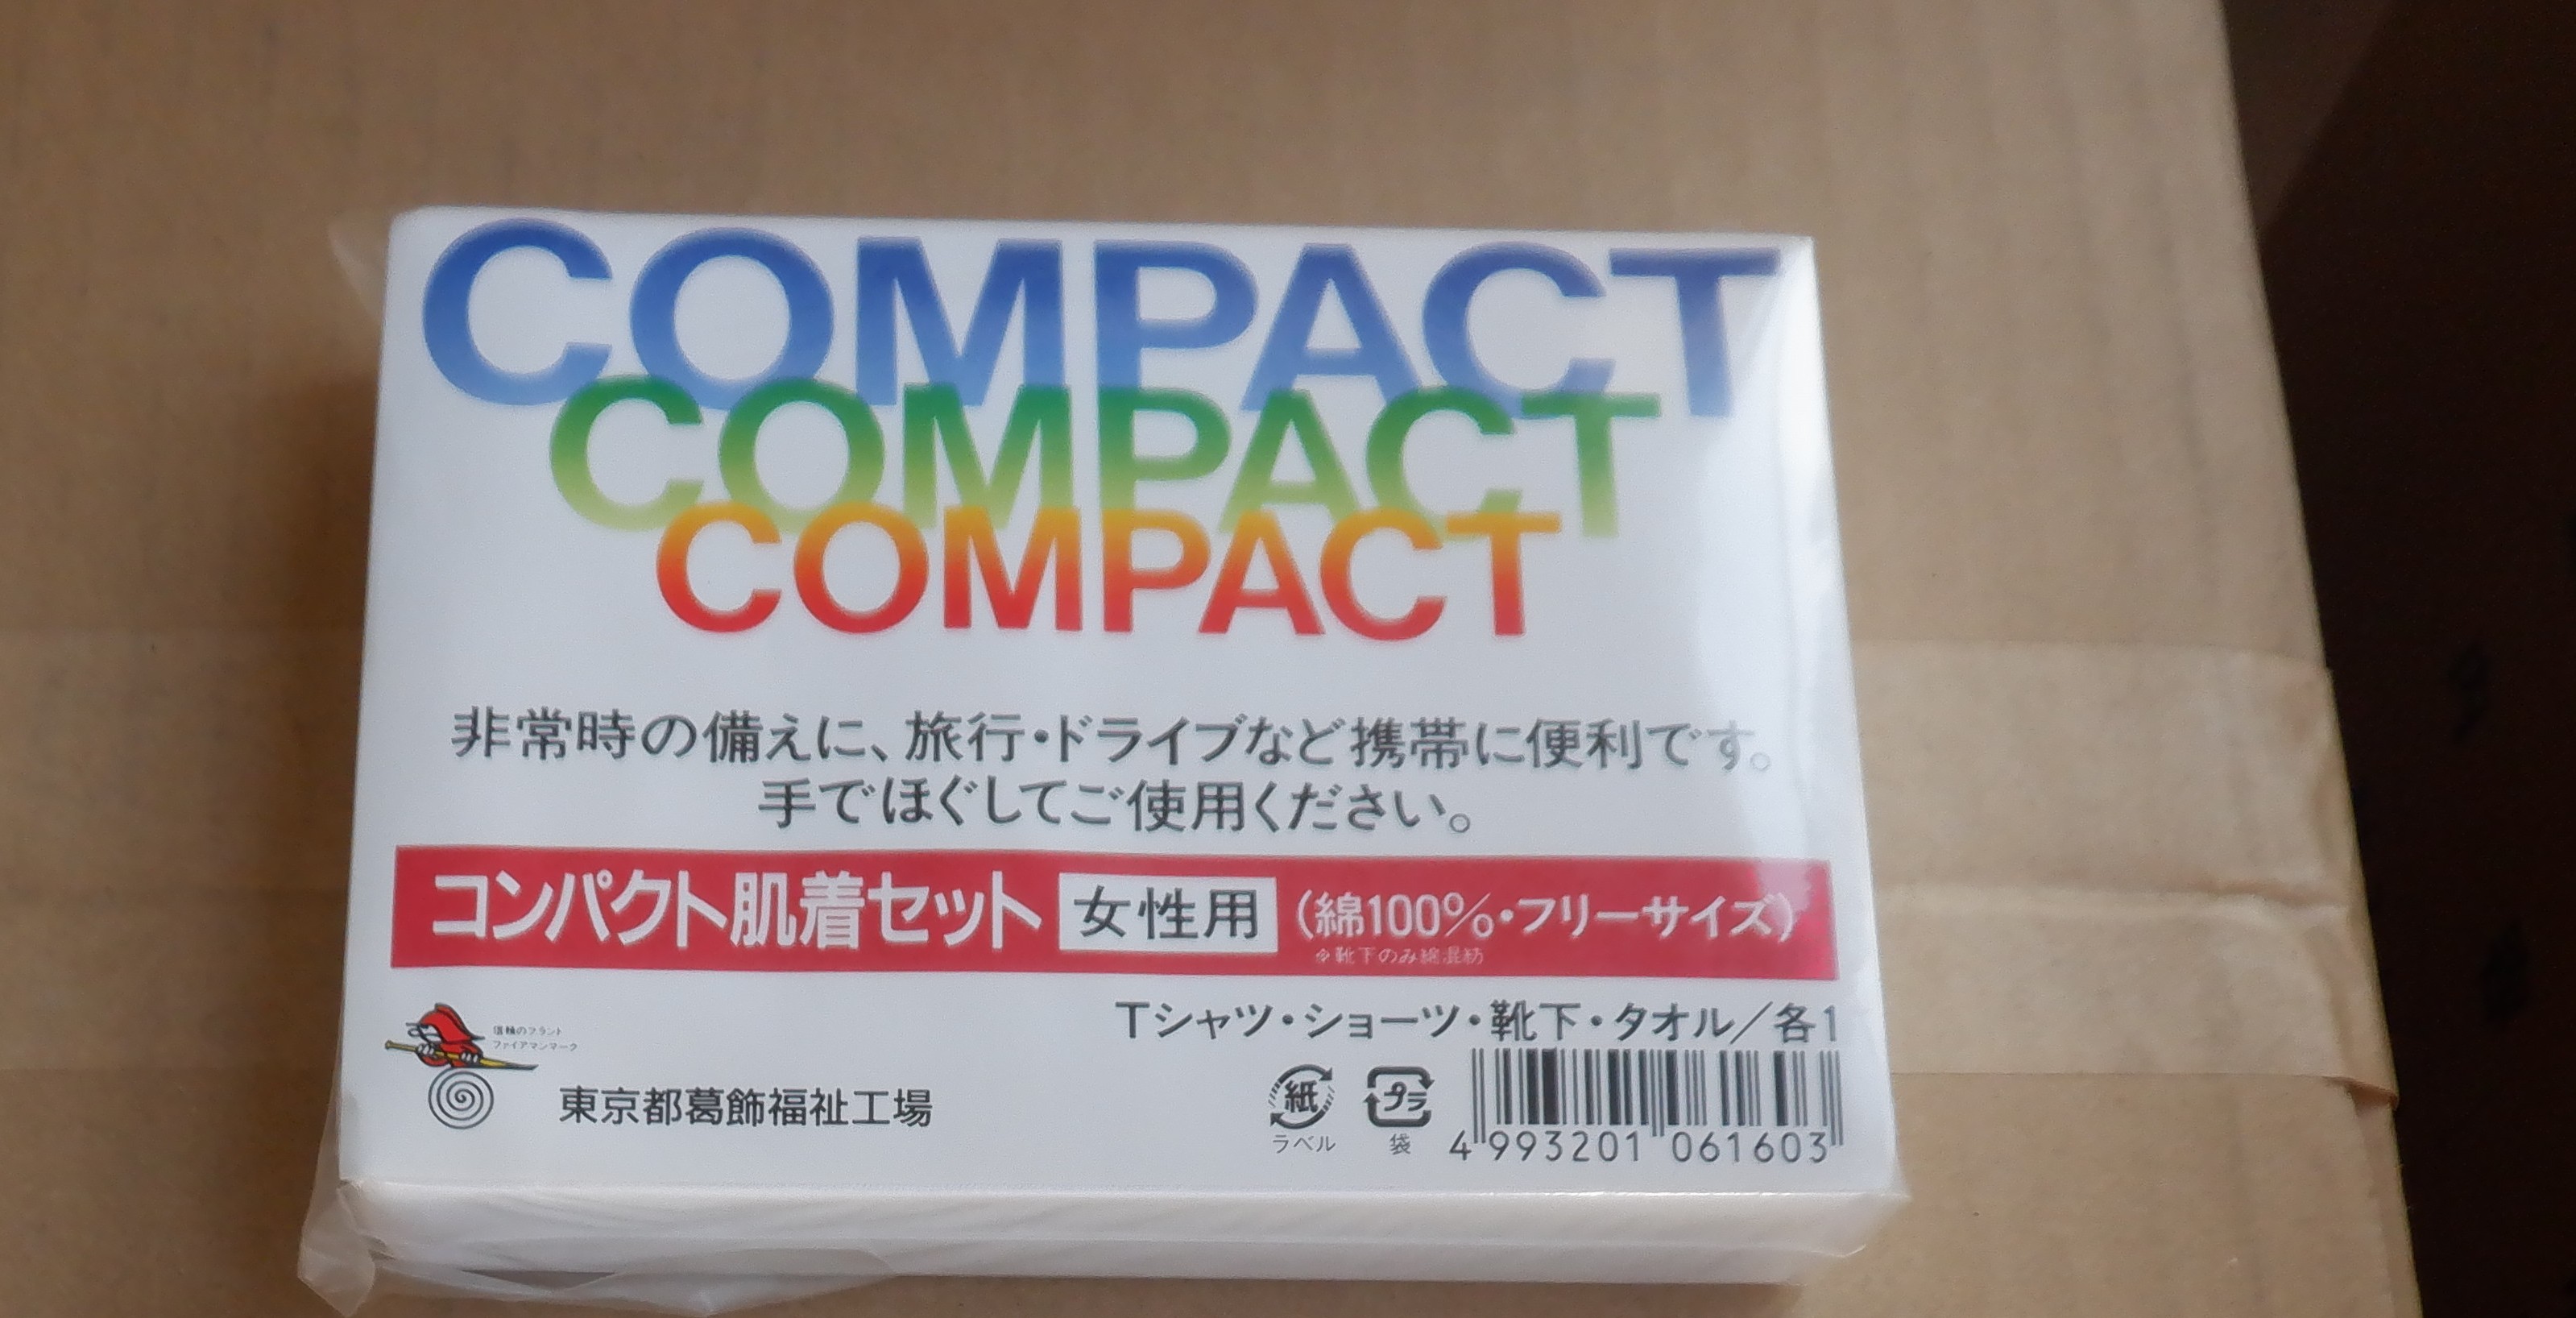 COMPACT
COMPACT
COMPACT
非常時の備えに、旅行・ドライブなど携帯に便利です。
手でほぐしてご使用ください。
コンパクト肌着セット 女性用 (綿100%・フリーサイズ)
※靴下のみ綿混紡
Tシャツ・ショーツ・靴下・タオル/各1
信頼のブランド
ファイアマンマーク
東京都葛飾福祉工場
紙 プラ
ラベル 袋
4 993201 061603